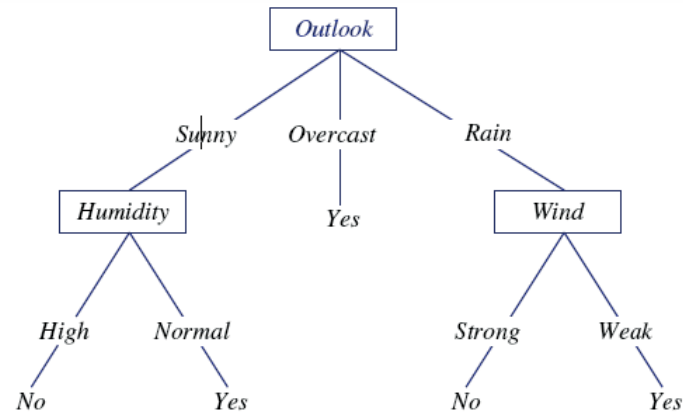 Outlook
Sunny Overcast Rain
Humidity Yes Wind
High Normal Strong Weak
No Yes No Yes